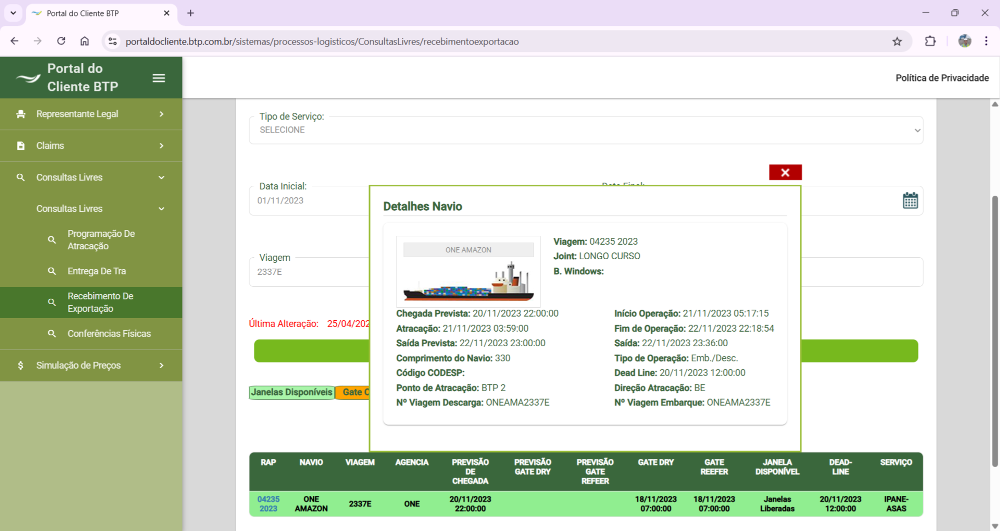 Portal do Cliente BTP
portaldocliente.btp.com.br/sistemas/processos-logisticos/ConsultasLivres/recebimentoexportacao
Portal do
Cliente BTP
Política de Privacidade
Representante Legal
Claims
Consultas Livres
Consultas Livres
Programação De
Atracação
Entrega De Tra
Recebimento De
Exportação
Conferências Físicas
Simulação de Preços
Tipo de Serviço:
SELECIONE
Data Inicial:
01/11/2023
Viagem
2337E
Última Alteração: 25/04/202
Janelas Disponíveis
Gate
Detalhes Navio
ONE AMAZON
Viagem: 04235 2023
Joint: LONGO CURSO
B. Windows:
Chegada Prevista: 20/11/2023 22:00:00
Início Operação: 21/11/2023 05:17:15
Atracação: 21/11/2023 03:59:00
Fim de Operação: 22/11/2023 22:18:54
Saída Prevista: 22/11/2023 23:00:00
Saída: 22/11/2023 23:36:00
Comprimento do Navio: 330
Tipo de Operação: Emb./Desc.
Código CODESP:
Dead Line: 20/11/2023 12:00:00
Ponto de Atracação: BTP 2
Direção Atracação: BE
Nº Viagem Descarga: ONEAMA2337E
Nº Viagem Embarque: ONEAMA2337E
RAP NAVIO VIAGEM AGENCIA PREVISÃO PREVISÃO PREVISÃO GATE DRY GATE JANELA DEAD- SERVIÇO
DE GATE DRY GATE REEFER DISPONÍVEL LINE
CHEGADA REFEER
04235 ONE 2337E ONE 20/11/2023 18/11/2023 18/11/2023 Janelas 20/11/2023 IPANE-
2023 AMAZON 22:00:00 07:00:00 07:00:00 Liberadas 12:00:00 ASAS